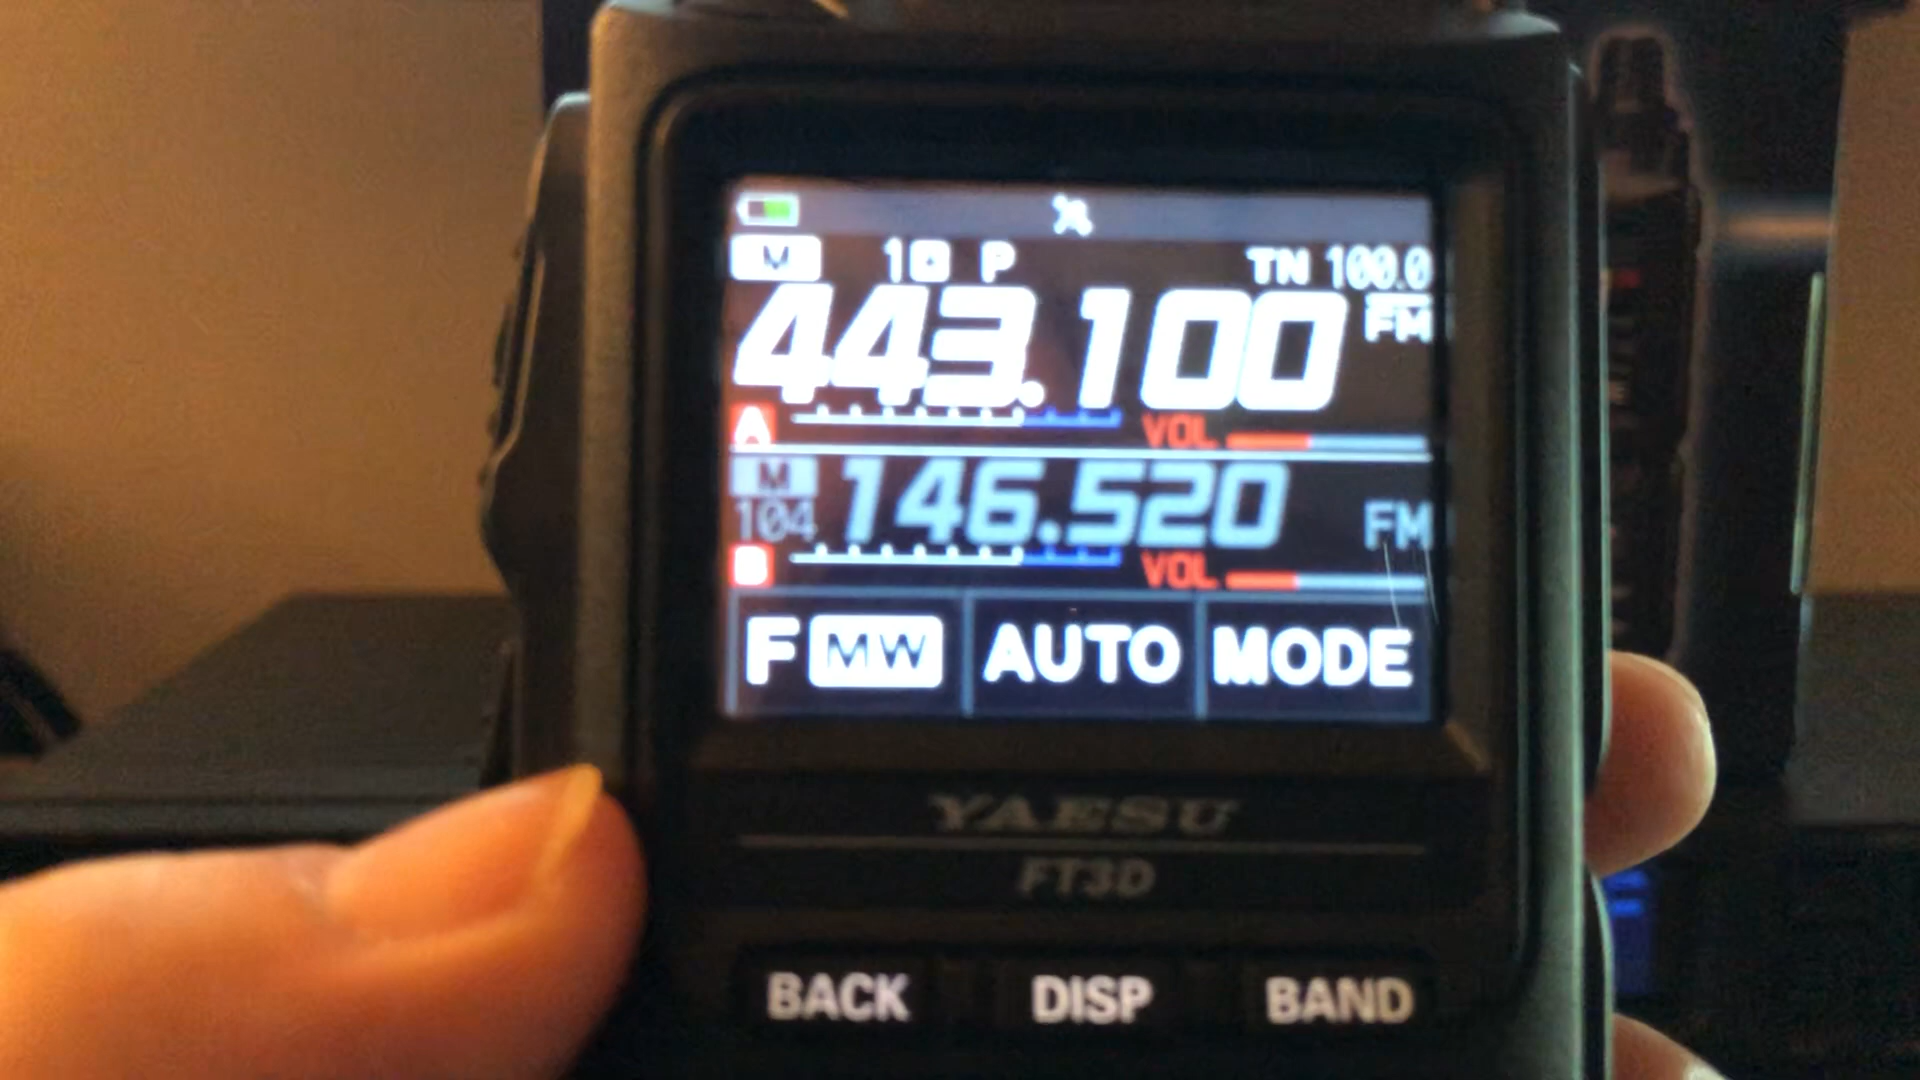 M 1 P TN 100.0
443.100 FM
A VOL
M 146.520
104 FM
B VOL
F MW AUTO MODE
YAESU
FT3D
BACK DISP BAND